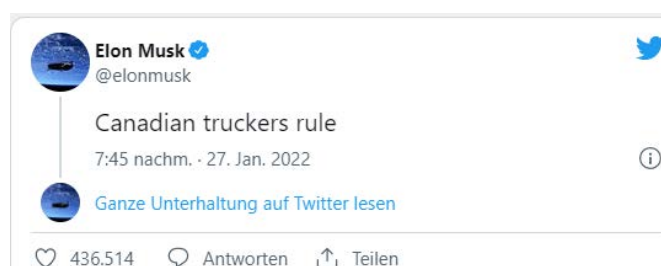 Elon Musk
@elonmusk
Canadian truckers rule
7:45 nachm. · 27. Jan. 2022
Ganze Unterhaltung auf Twitter lesen
436.514 Antworten Teilen